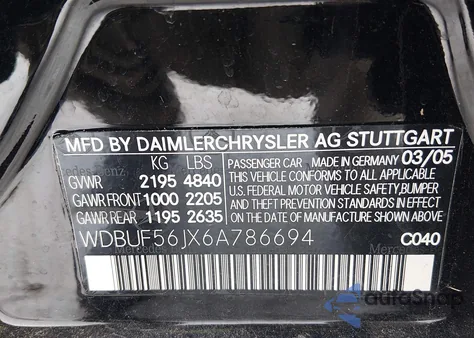 MFD BY DAIMLERCHRYSLER AG STUTTGART
KG LBS
GVWR 2195 4840
GAWR FRONT 1000 2205
GAWR REAR 1195 2635
PASSENGER CAR MADE IN GERMANY 03/05
THIS VEHICLE CONFORMS TO ALL APPLICABLE
U.S. FEDERAL MOTOR VEHICLE SAFETY, BUMPER
AND THEFT PREVENTION STANDARDS IN EFFECT
ON THE DATE OF MANUFACTURE SHOWN ABOVE.
WDBUF56JX6A786694
C040
autoSnap